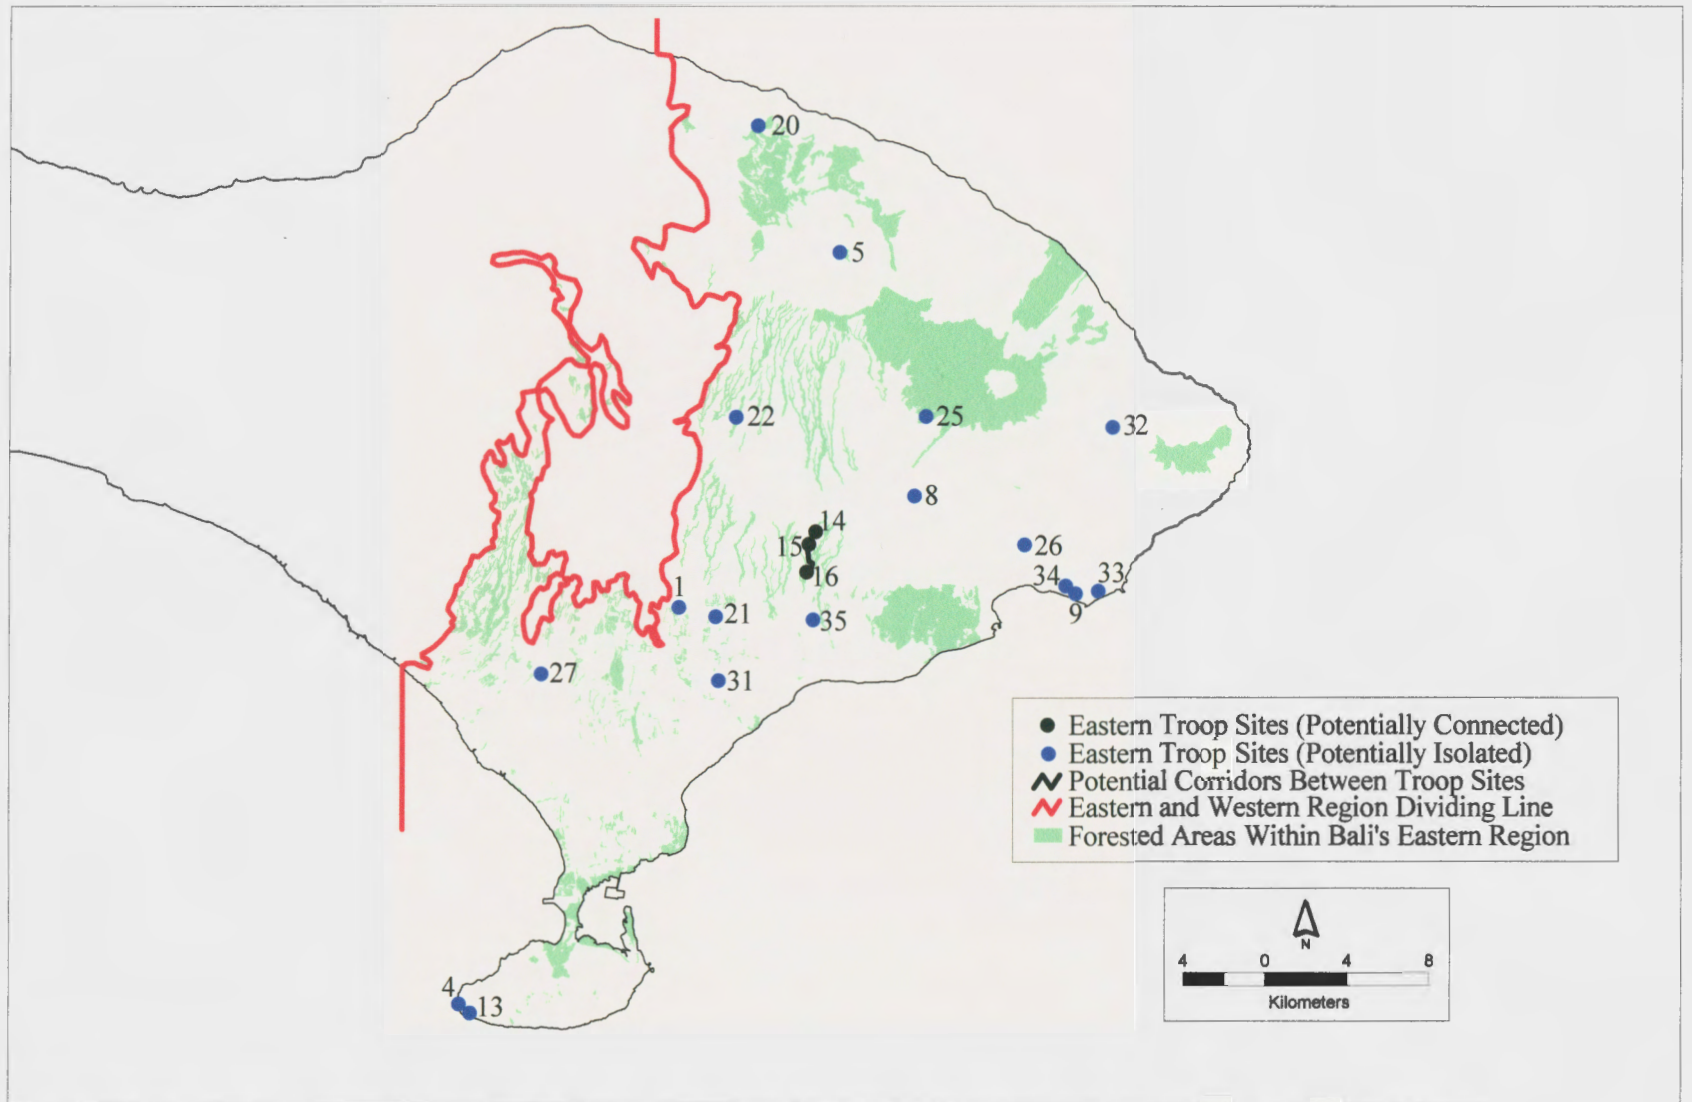 20
5
22
25
32
8
14
15
26
16
34
33
1
9
21
35
27
31
Eastern Troop Sites (Potentially Connected)
Eastern Troop Sites (Potentially Isolated)
Potential Corridors Between Troop Sites
Eastern and Western Region Dividing Line
Forested Areas Within Bali's Eastern Region
N
4 0 4 8
Kilometers
4
13